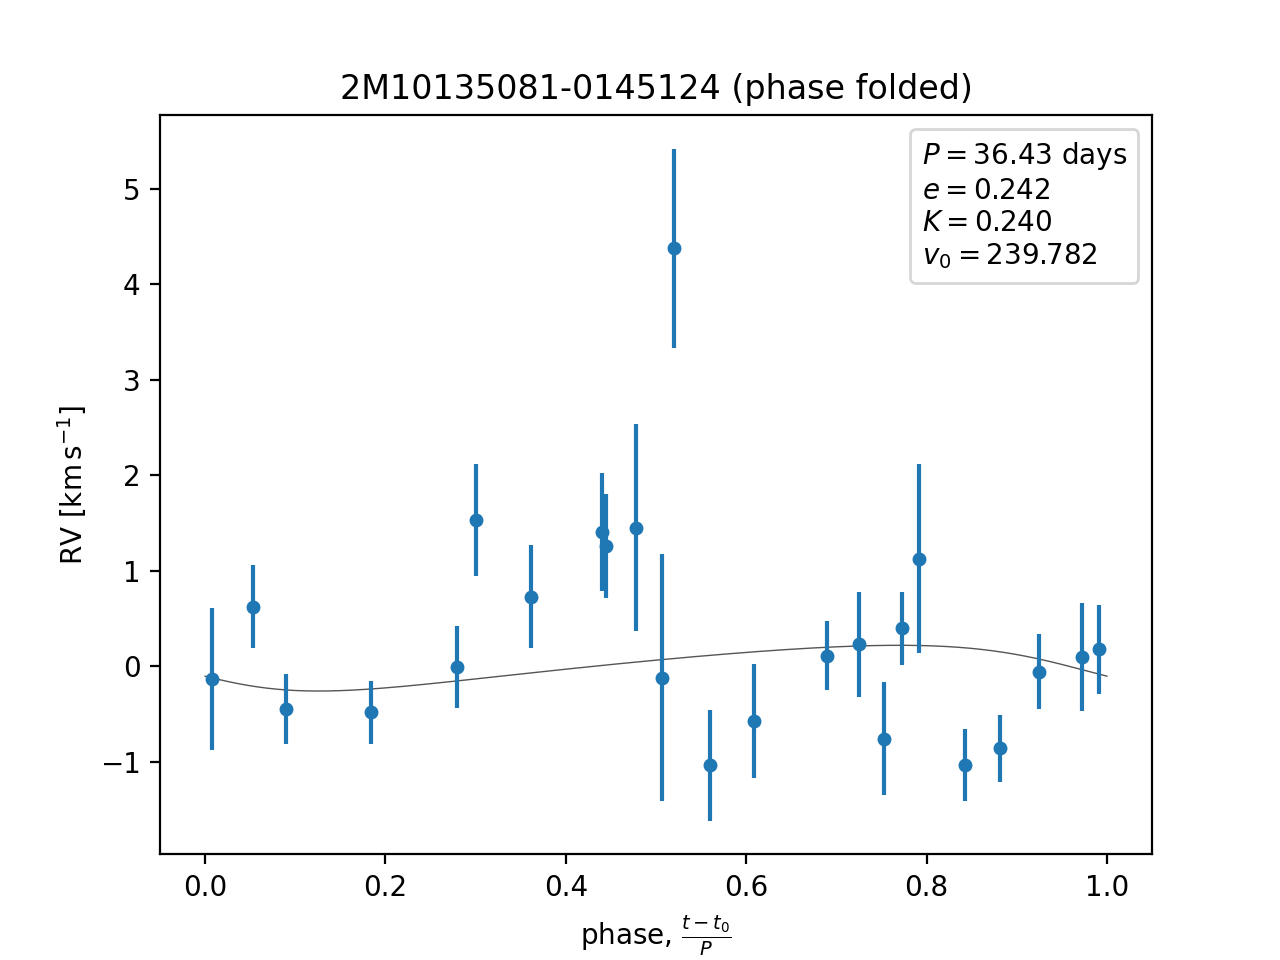 2M10135081-0145124 (phase folded)
P = 36.43 days
e = 0.242
K = 0.240
v₀ = 239.782
5
4
3
2
1
0
−1
RV [km s⁻¹]
0.0 0.2 0.4 0.6 0.8 1.0
phase, (t − t₀)/P